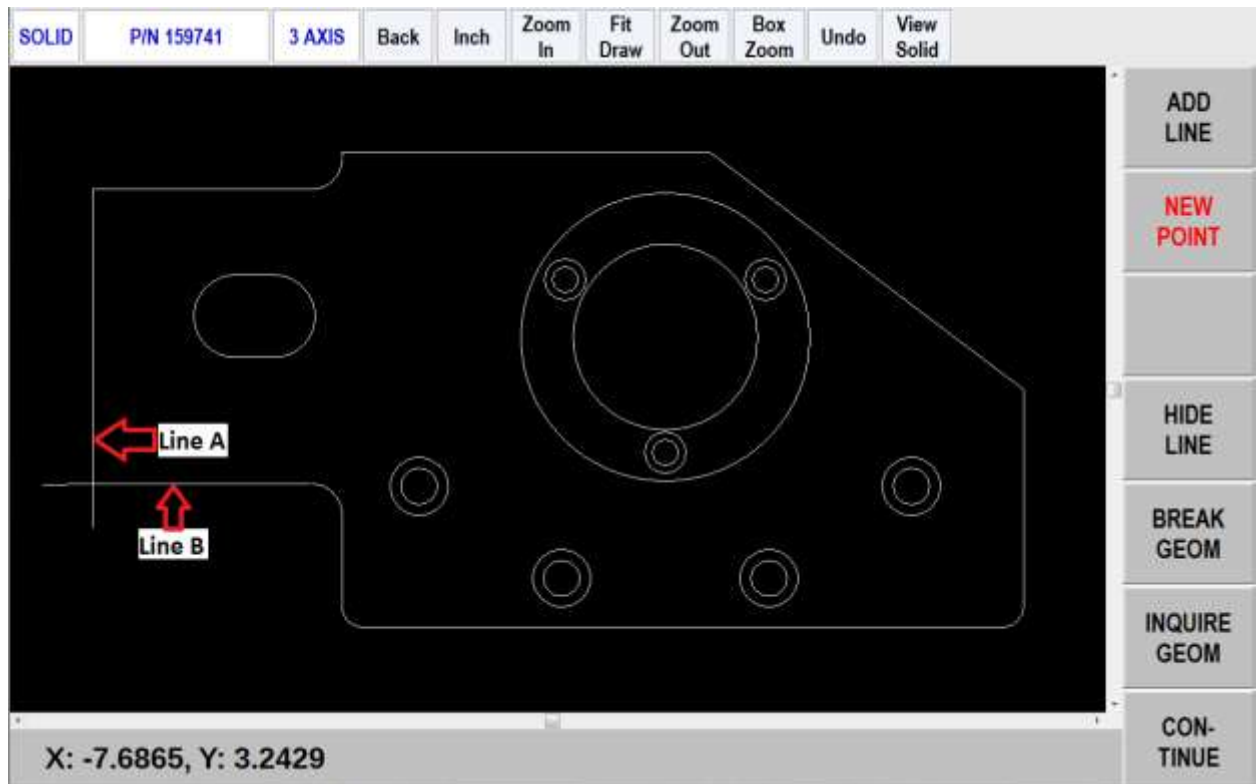 SOLID
P/N 159741
3 AXIS
Back
Inch
Zoom
In
Fit
Draw
Zoom
Out
Box
Zoom
Undo
View
Solid
ADD
LINE
NEW
POINT
HIDE
LINE
Line A
BREAK
GEOM
Line B
INQUIRE
GEOM
CON-
TINUE
X: -7.6865, Y: 3.2429